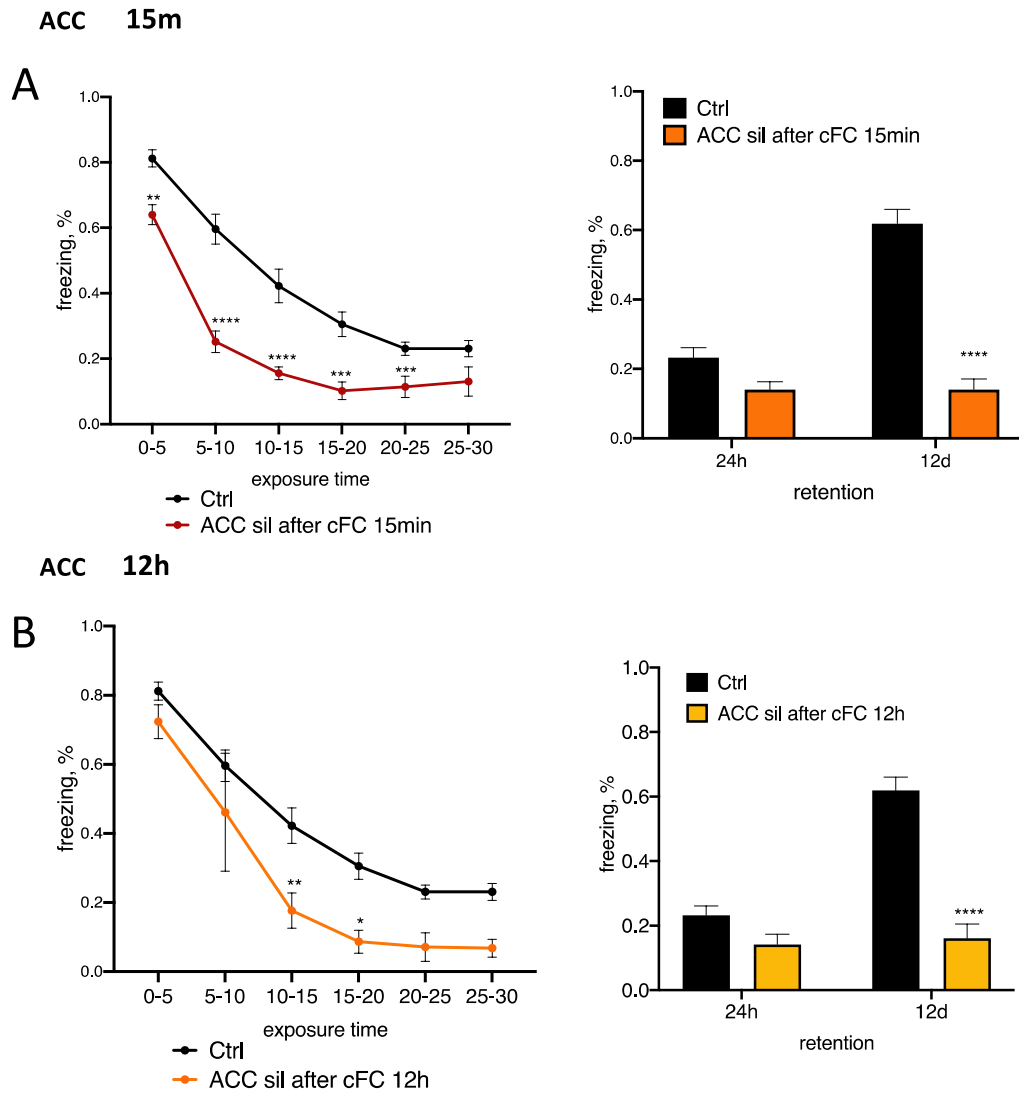 ACC 15m
A
freezing, %
1.0
0.8
0.6
0.4
0.2
0.0
**
****
****
***
***
0-5 5-10 10-15 15-20 20-25 25-30
exposure time
Ctrl
ACC sil after cFC 15min
freezing, %
1.0
0.8
0.6
0.4
0.2
0.0
Ctrl
ACC sil after cFC 15min
****
24h 12d
retention
ACC 12h
B
freezing, %
1.0
0.8
0.6
0.4
0.2
0.0
**
*
0-5 5-10 10-15 15-20 20-25 25-30
exposure time
Ctrl
ACC sil after cFC 12h
freezing, %
1.0
0.8
0.6
0.4
0.2
0.0
Ctrl
ACC sil after cFC 12h
****
24h 12d
retention